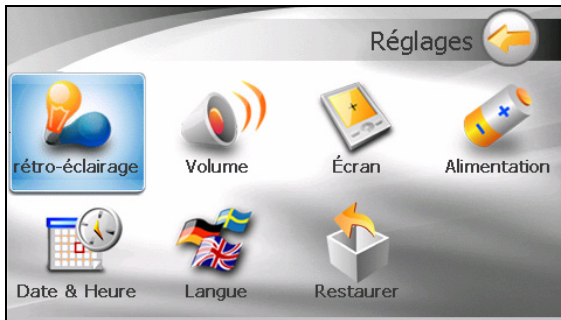 Réglages
rétro-éclairage Volume Écran Alimentation
Date & Heure Langue Restaurer